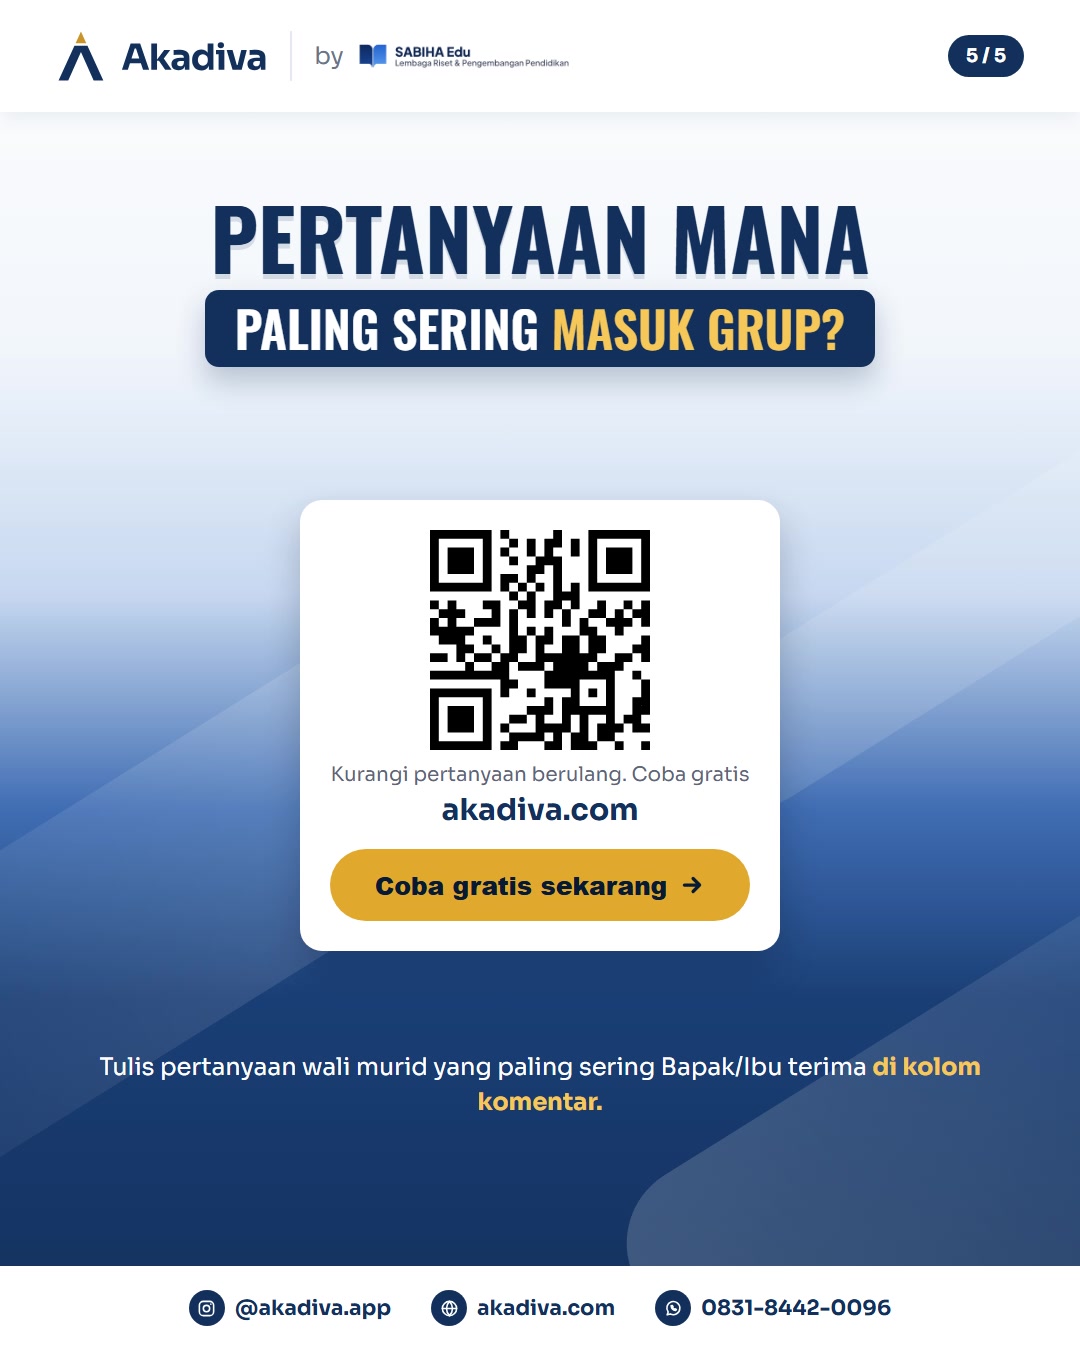 Akadiva
by
SABIHA Edu
Lembaga Riset & Pengembangan Pendidikan
5 / 5
PERTANYAAN MANA
PALING SERING MASUK GRUP?
Kurangi pertanyaan berulang. Coba gratis
akadiva.com
Coba gratis sekarang →
Tulis pertanyaan wali murid yang paling sering Bapak/Ibu terima di kolom
komentar.
@akadiva.app
akadiva.com
0831-8442-0096